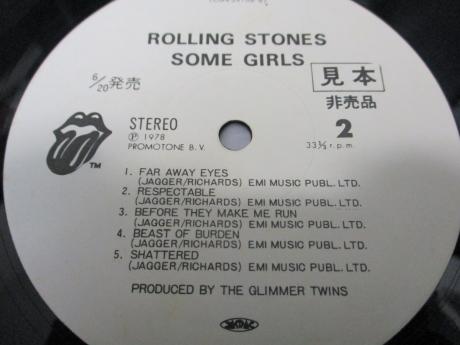 ROLLING STONES
SOME GIRLS
6/20発売
見本
非売品
STEREO
Ⓟ 1978
PROMOTONE B.V.
2
33⅓ r.p.m.
TM
1. FAR AWAY EYES
(JAGGER/RICHARDS) EMI MUSIC PUBL. LTD.
2. RESPECTABLE
(JAGGER/RICHARDS) EMI MUSIC PUBL. LTD.
3. BEFORE THEY MAKE ME RUN
(JAGGER/RICHARDS) EMI MUSIC PUBL. LTD.
4. BEAST OF BURDEN
(JAGGER/RICHARDS) EMI MUSIC PUBL. LTD.
5. SHATTERED
(JAGGER/RICHARDS) EMI MUSIC PUBL. LTD.
PRODUCED BY THE GLIMMER TWINS